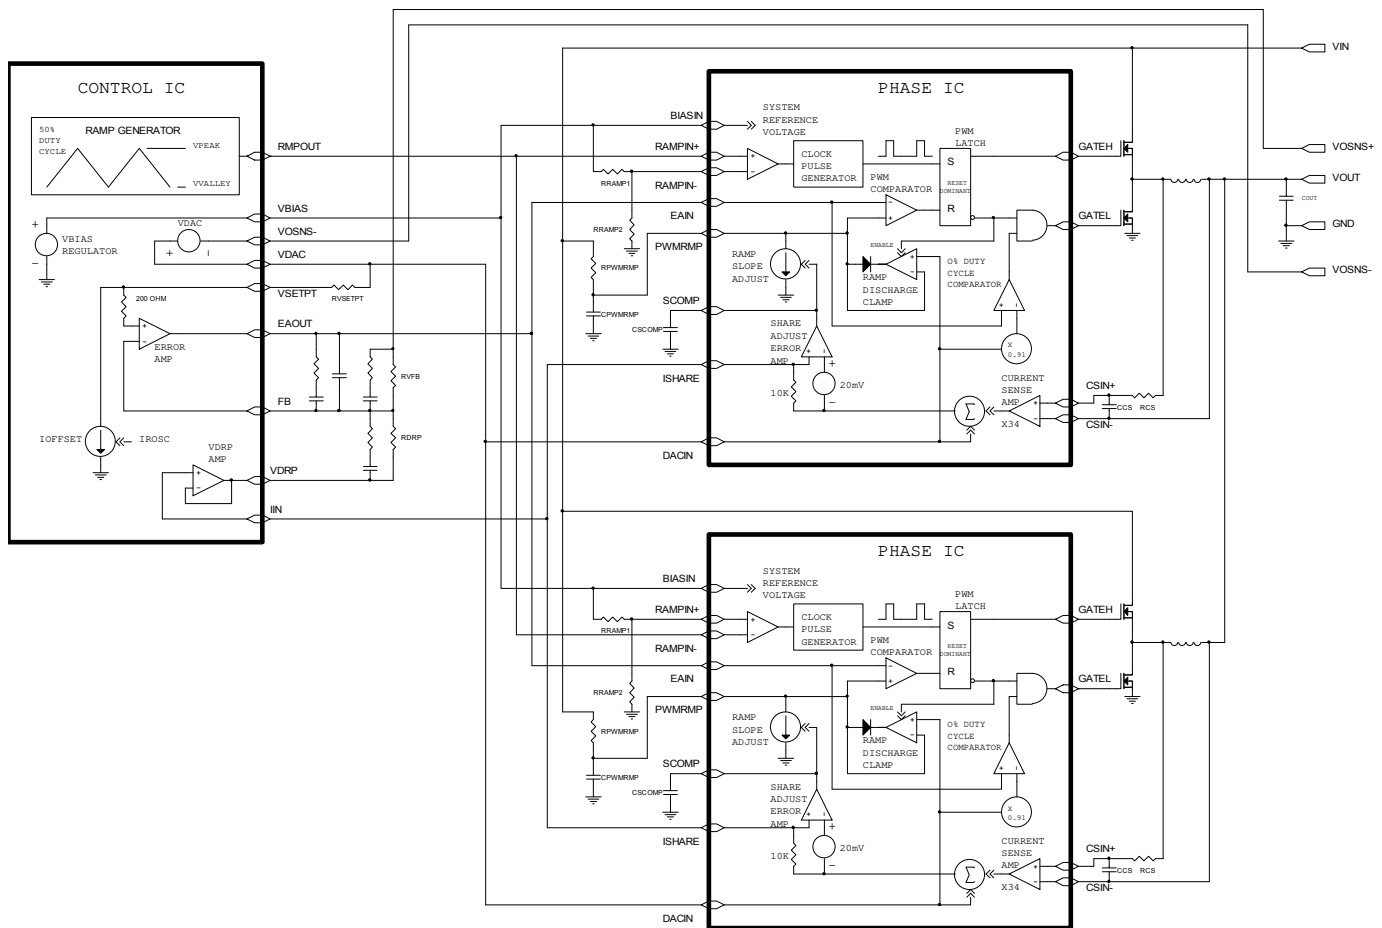 CONTROL IC
50%
DUTY
CYCLE
RAMP GENERATOR
VPEAK
VVALLEY
RMPOUT
VBIAS
VOSNS-
VDAC
VSETPT
EAOUT
FB
VDRP
IIN
+
VBIAS
REGULATOR
−
VDAC
+
−
200 OHM
+
−
ERROR
AMP
IOFFSET
IROSC
VDRP
AMP
+
−
RVSETPT
RVFB
RDRP
PHASE IC
BIASIN
RAMPIN+
RAMPIN-
EAIN
PWMRMP
SCOMP
ISHARE
DACIN
RRAMP1
RRAMP2
RPWMRMP
CPWMRMP
CSCOMP
SYSTEM
REFERENCE
VOLTAGE
+
−
CLOCK
PULSE
GENERATOR
PWM
LATCH
S
RESET
DOMINANT
R
PWM
COMPARATOR
−
+
RAMP
SLOPE
ADJUST
ENABLE
+
−
RAMP
DISCHARGE
CLAMP
0% DUTY
CYCLE
COMPARATOR
+
−
X
0.91
SHARE
ADJUST
ERROR
AMP
+
−
+
20mV
−
10K
Σ
CURRENT
SENSE
AMP
X34
+
−
GATEH
GATEL
CSIN+
CSIN-
CCS
RCS
VIN
VOSNS+
VOUT
COUT
GND
VOSNS-
PHASE IC
BIASIN
RAMPIN+
RAMPIN-
EAIN
PWMRMP
SCOMP
ISHARE
DACIN
RRAMP1
RRAMP2
RPWMRMP
CPWMRMP
CSCOMP
SYSTEM
REFERENCE
VOLTAGE
+
−
CLOCK
PULSE
GENERATOR
PWM
LATCH
S
RESET
DOMINANT
R
PWM
COMPARATOR
−
+
RAMP
SLOPE
ADJUST
ENABLE
+
−
RAMP
DISCHARGE
CLAMP
0% DUTY
CYCLE
COMPARATOR
+
−
X
0.91
SHARE
ADJUST
ERROR
AMP
+
−
+
20mV
−
10K
Σ
CURRENT
SENSE
AMP
X34
+
−
GATEH
GATEL
CSIN+
CSIN-
CCS
RCS